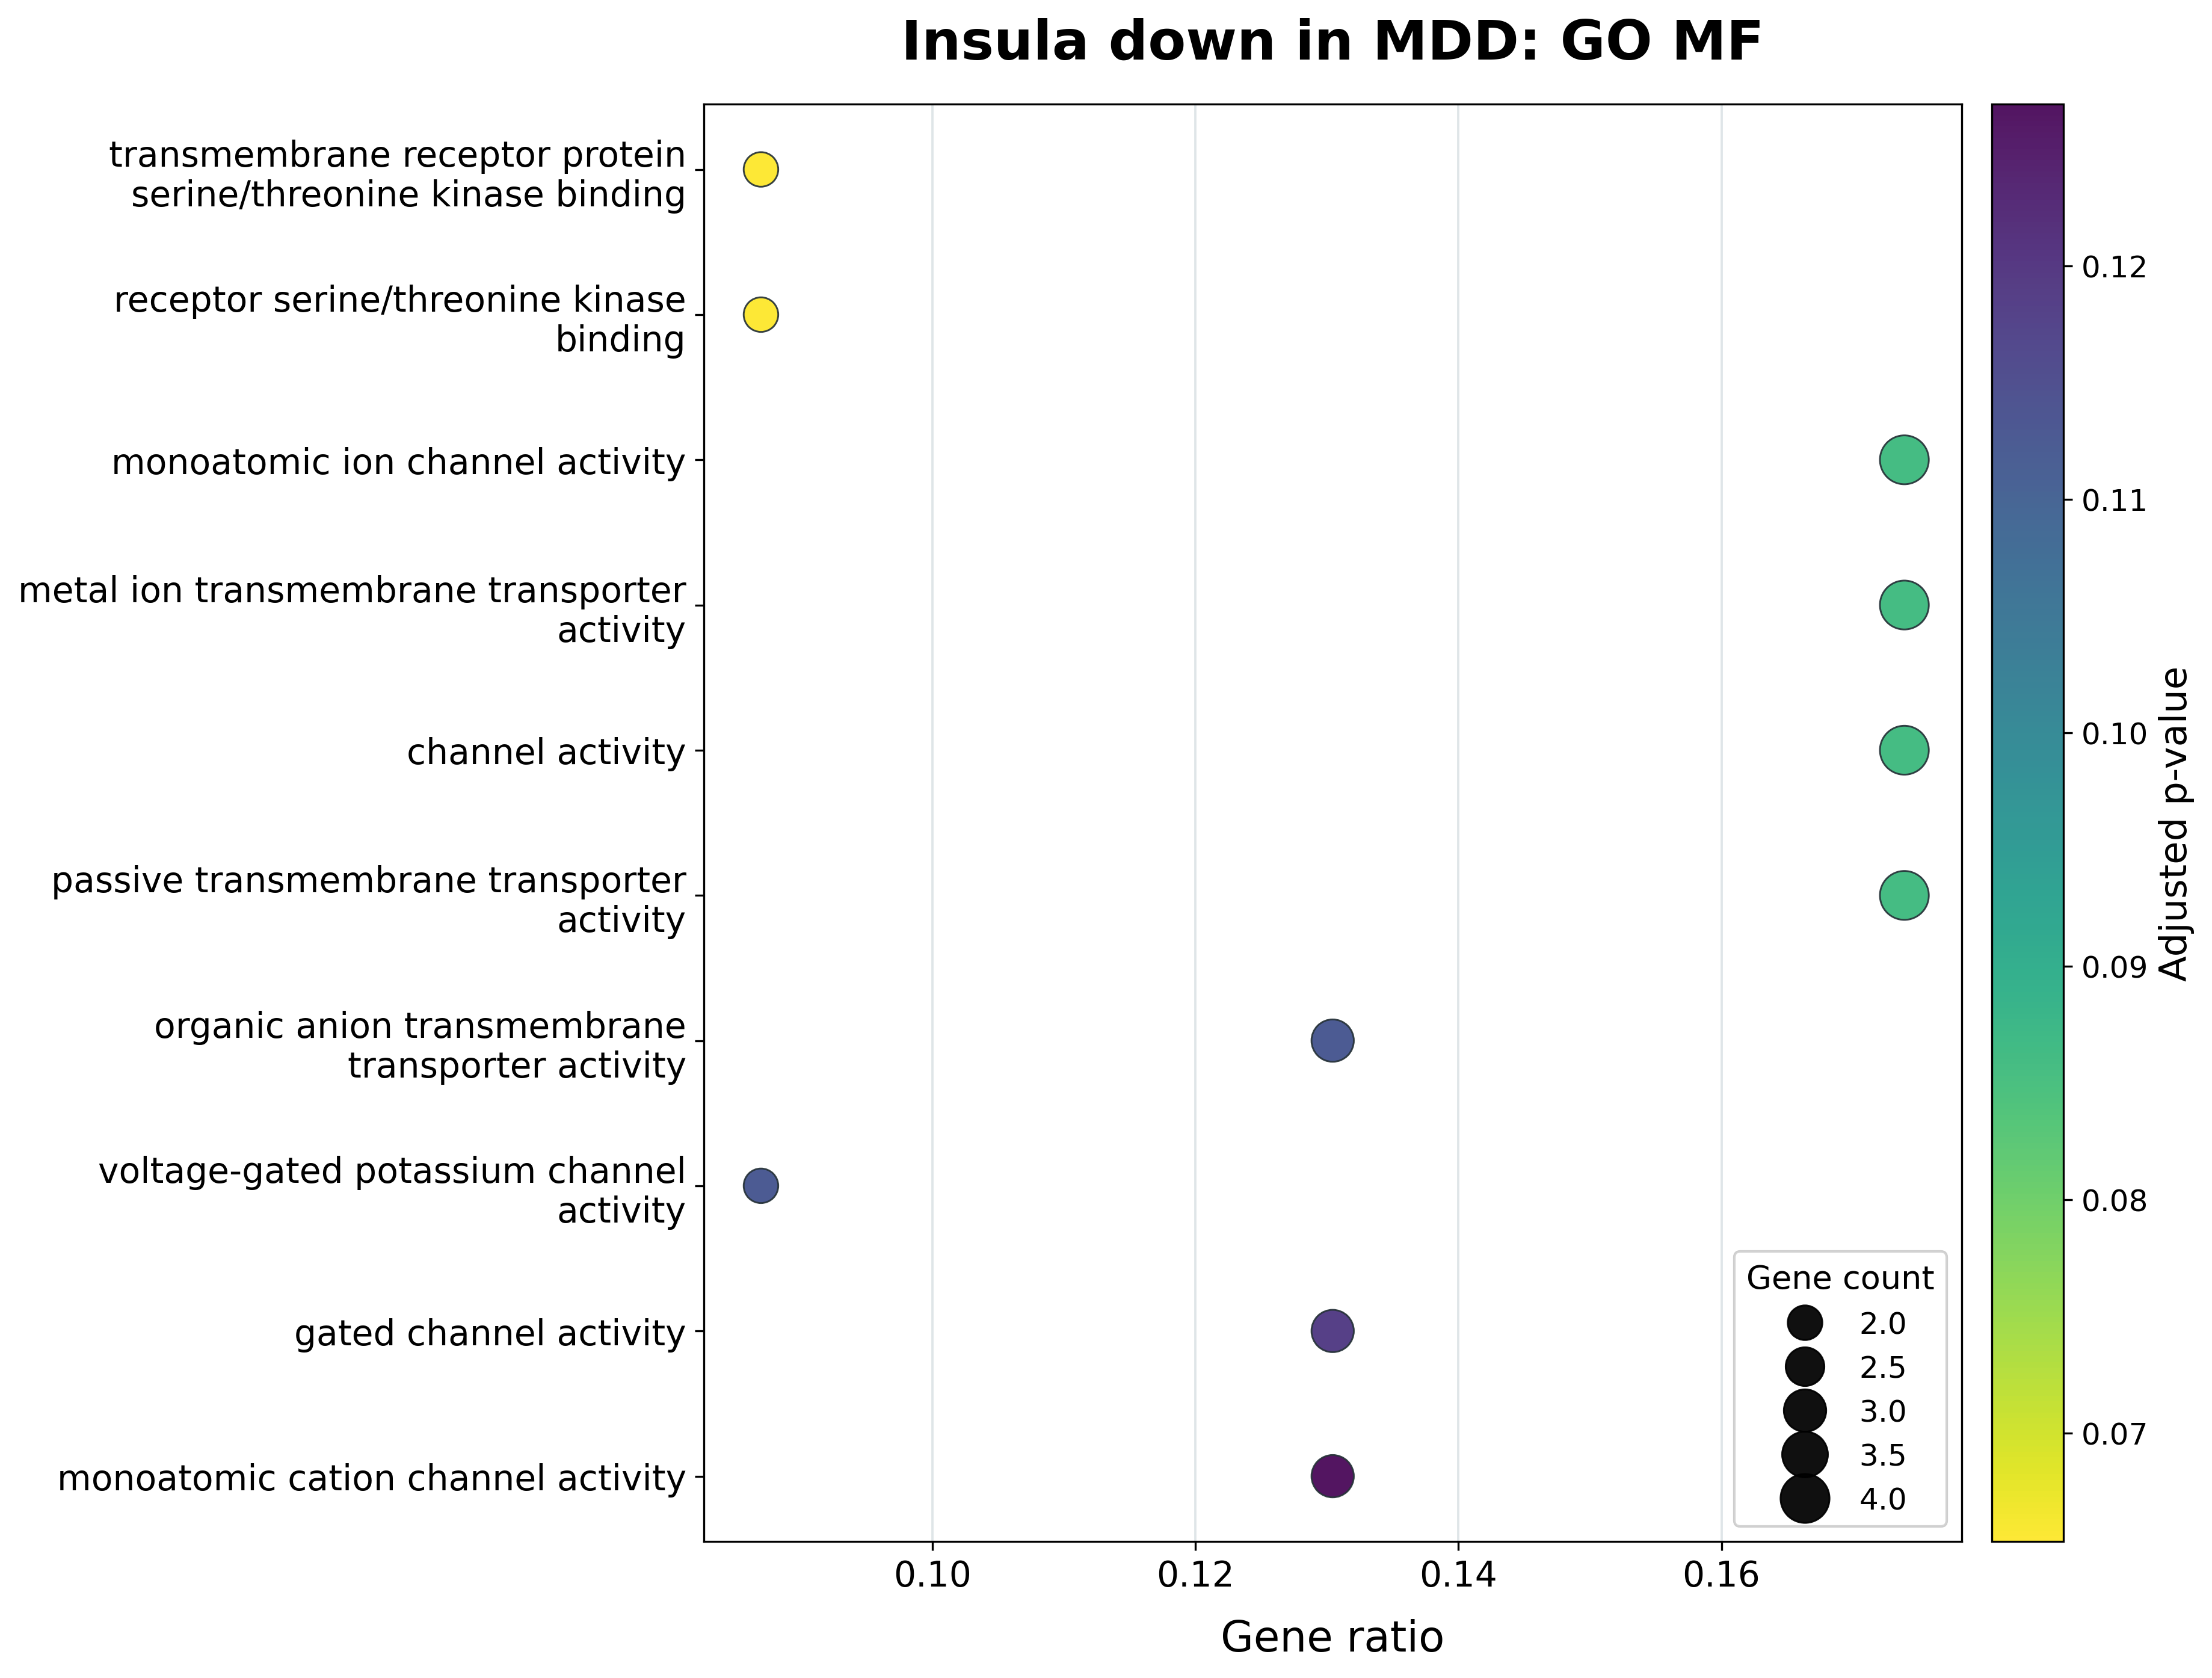 Insula down in MDD: GO MF
transmembrane receptor protein
serine/threonine kinase binding
receptor serine/threonine kinase
binding
monoatomic ion channel activity
metal ion transmembrane transporter
activity
channel activity
passive transmembrane transporter
activity
organic anion transmembrane
transporter activity
voltage-gated potassium channel
activity
gated channel activity
monoatomic cation channel activity
0.10
0.12
0.14
0.16
Gene ratio
Gene count
2.0
2.5
3.0
3.5
4.0
0.12
0.11
0.10
0.09
0.08
0.07
Adjusted p-value